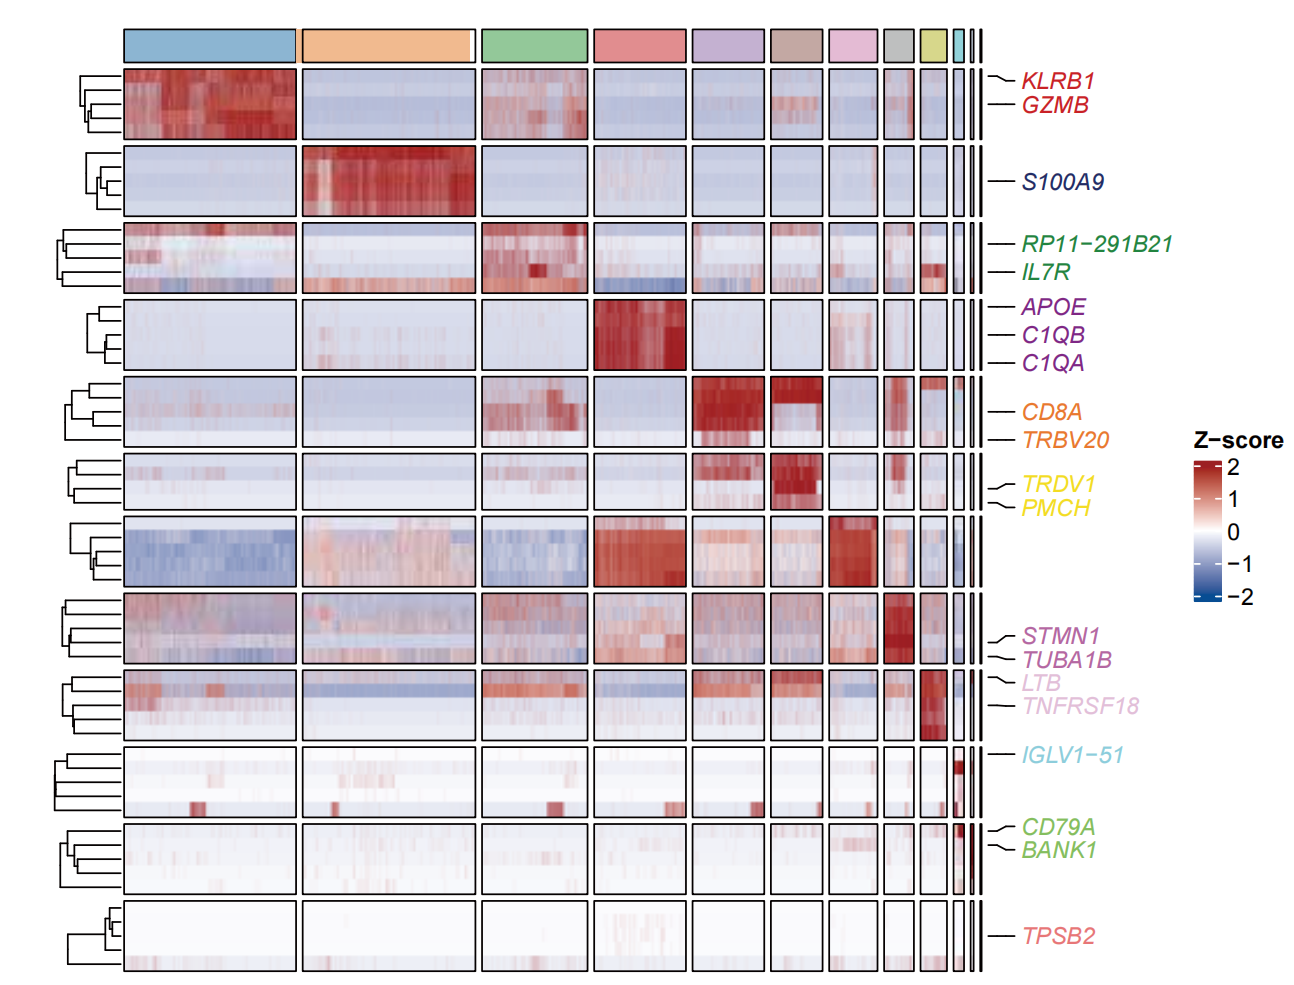 KLRB1
GZMB
S100A9
RP11−291B21
IL7R
APOE
C1QB
C1QA
CD8A
TRBV20
TRDV1
PMCH
STMN1
TUBA1B
LTB
TNFRSF18
IGLV1−51
CD79A
BANK1
TPSB2
Z−score
2
1
0
−1
−2